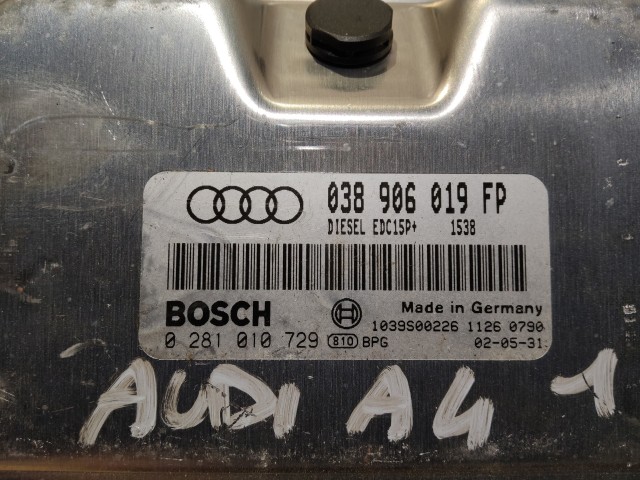 038 906 019 FP
DIESEL EDC15P+ 1538
BOSCH Made in Germany
1039S00226 1126 0790
0 281 010 729 810 BPG 02-05-31
AUDI A4 1